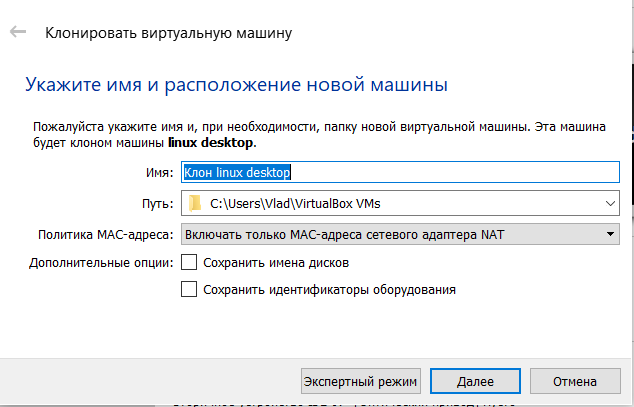 Клонировать виртуальную машину
Укажите имя и расположение новой машины
Пожалуйста укажите имя и, при необходимости, папку новой виртуальной машины. Эта машина
будет клоном машины linux desktop.
Имя: Клон linux desktop
Путь: C:\Users\Vlad\VirtualBox VMs
Политика MAC-адреса: Включать только MAC-адреса сетевого адаптера NAT
Дополнительные опции: Сохранить имена дисков
Сохранить идентификаторы оборудования
Экспертный режим Далее Отмена